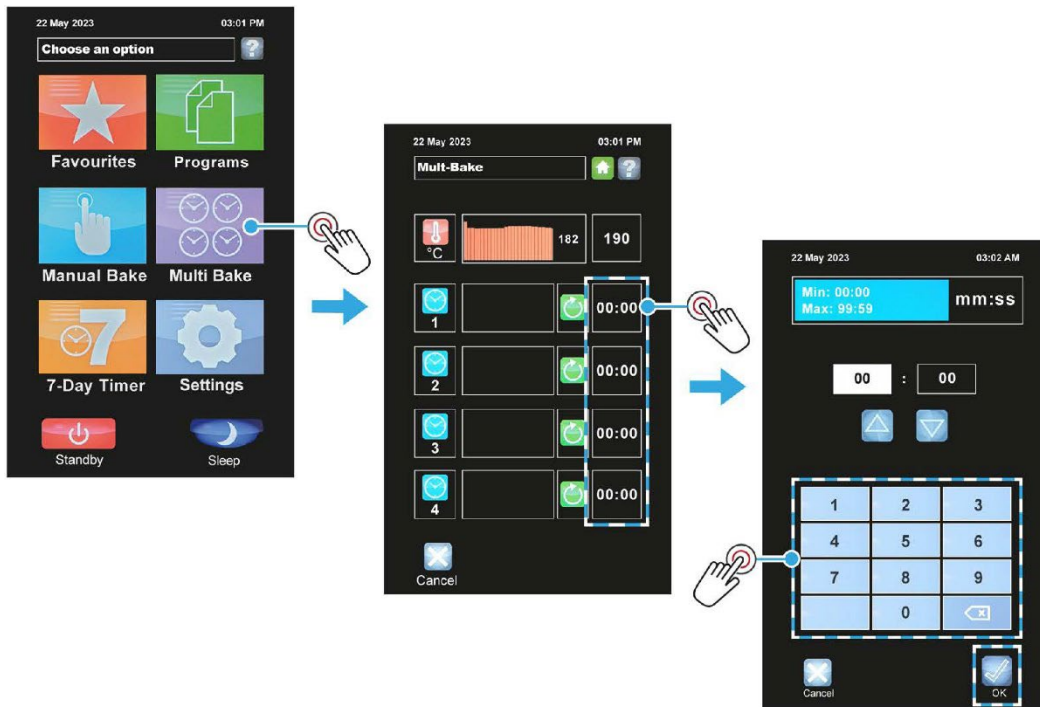 22 May 2023 03:01 PM
Choose an option ?
Favourites Programs
Manual Bake Multi Bake
7
7-Day Timer Settings
Standby Sleep
22 May 2023 03:01 PM
Mult-Bake ?
°C 182 190
1 00:00
2 00:00
3 00:00
4 00:00
Cancel
22 May 2023 03:02 AM
Min: 00:00
Max: 99:59 mm:ss
00 : 00
1 2 3
4 5 6
7 8 9
0
Cancel OK